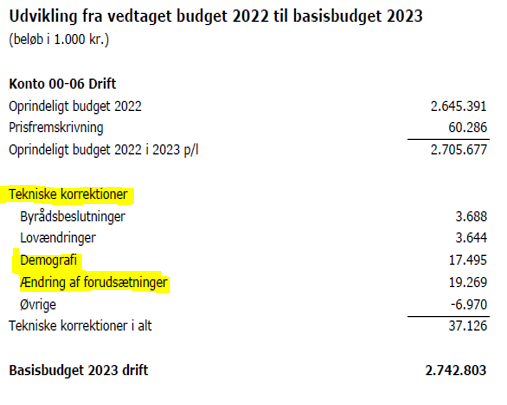 Udvikling fra vedtaget budget 2022 til basisbudget 2023
(beløb i 1.000 kr.)
Konto 00-06 Drift
Oprindeligt budget 2022 2.645.391
Prisfremskrivning 60.286
Oprindeligt budget 2022 i 2023 p/l 2.705.677
Tekniske korrektioner
Byrådsbeslutninger 3.688
Lovændringer 3.644
Demografi 17.495
Ændring af forudsætninger 19.269
Øvrige -6.970
Tekniske korrektioner i alt 37.126
Basisbudget 2023 drift 2.742.803